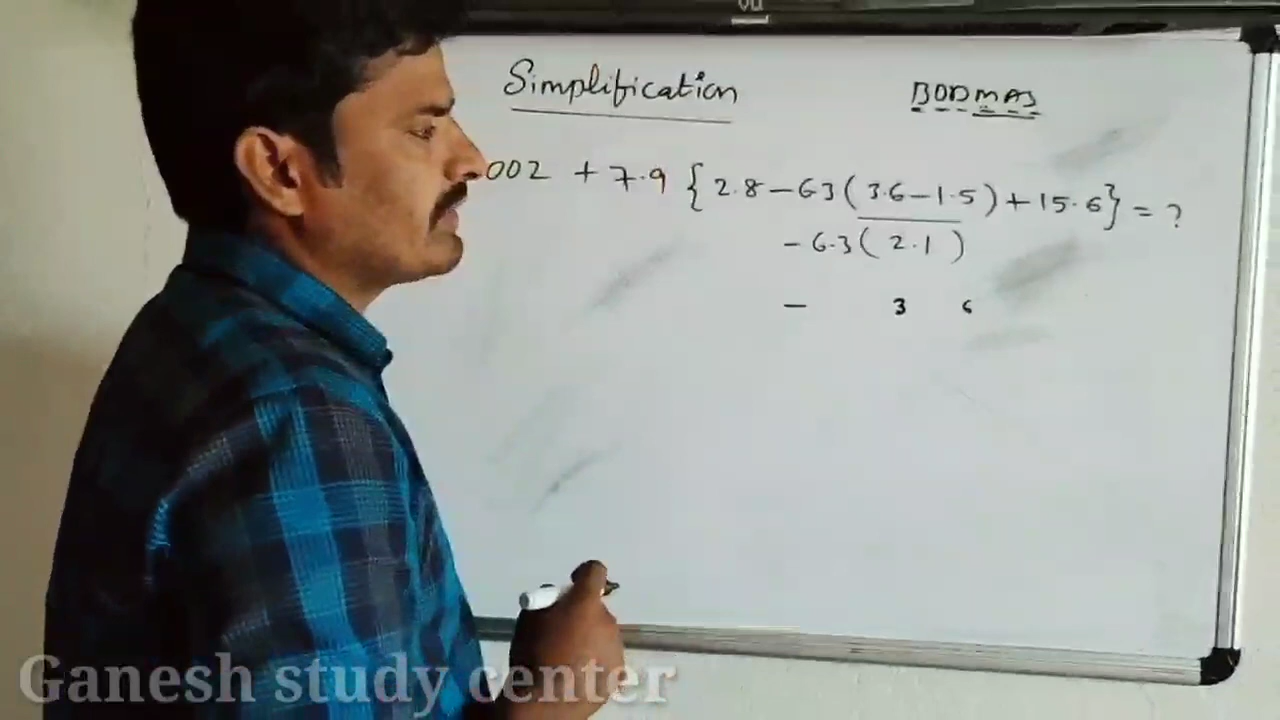 Simplification
BODMAS
002 + 7.9 { 2.8 - 63 ( 3.6 - 1.5 ) + 15.6 } = ?
- 6.3 ( 2.1 )
- 3 6
Ganesh study center